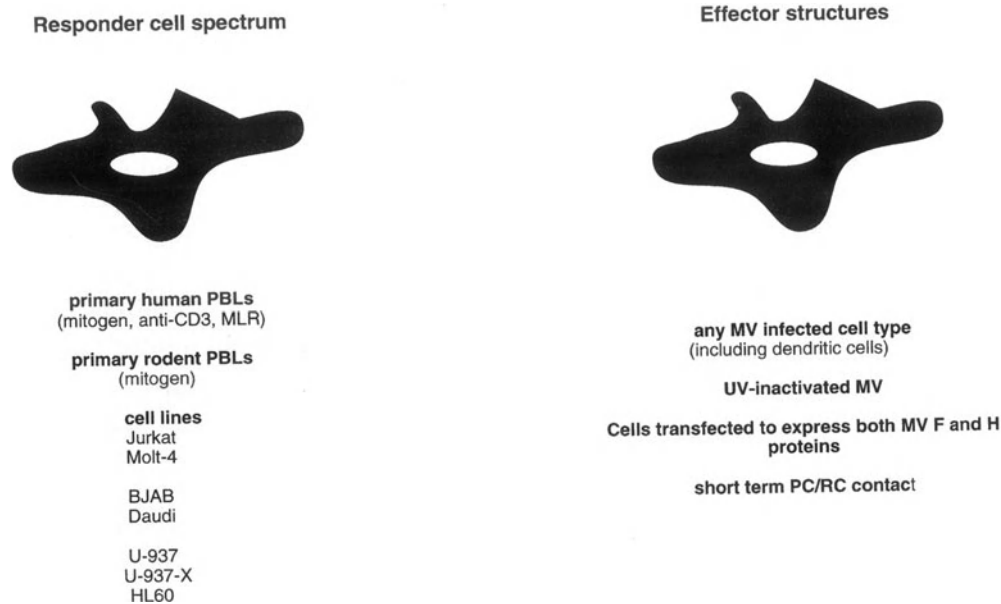 Responder cell spectrum
primary human PBLs
(mitogen, anti-CD3, MLR)
primary rodent PBLs
(mitogen)
cell lines
Jurkat
Molt-4
BJAB
Daudi
U-937
U-937-X
HL60
Effector structures
any MV infected cell type
(including dendritic cells)
UV-inactivated MV
Cells transfected to express both MV F and H
proteins
short term PC/RC contact